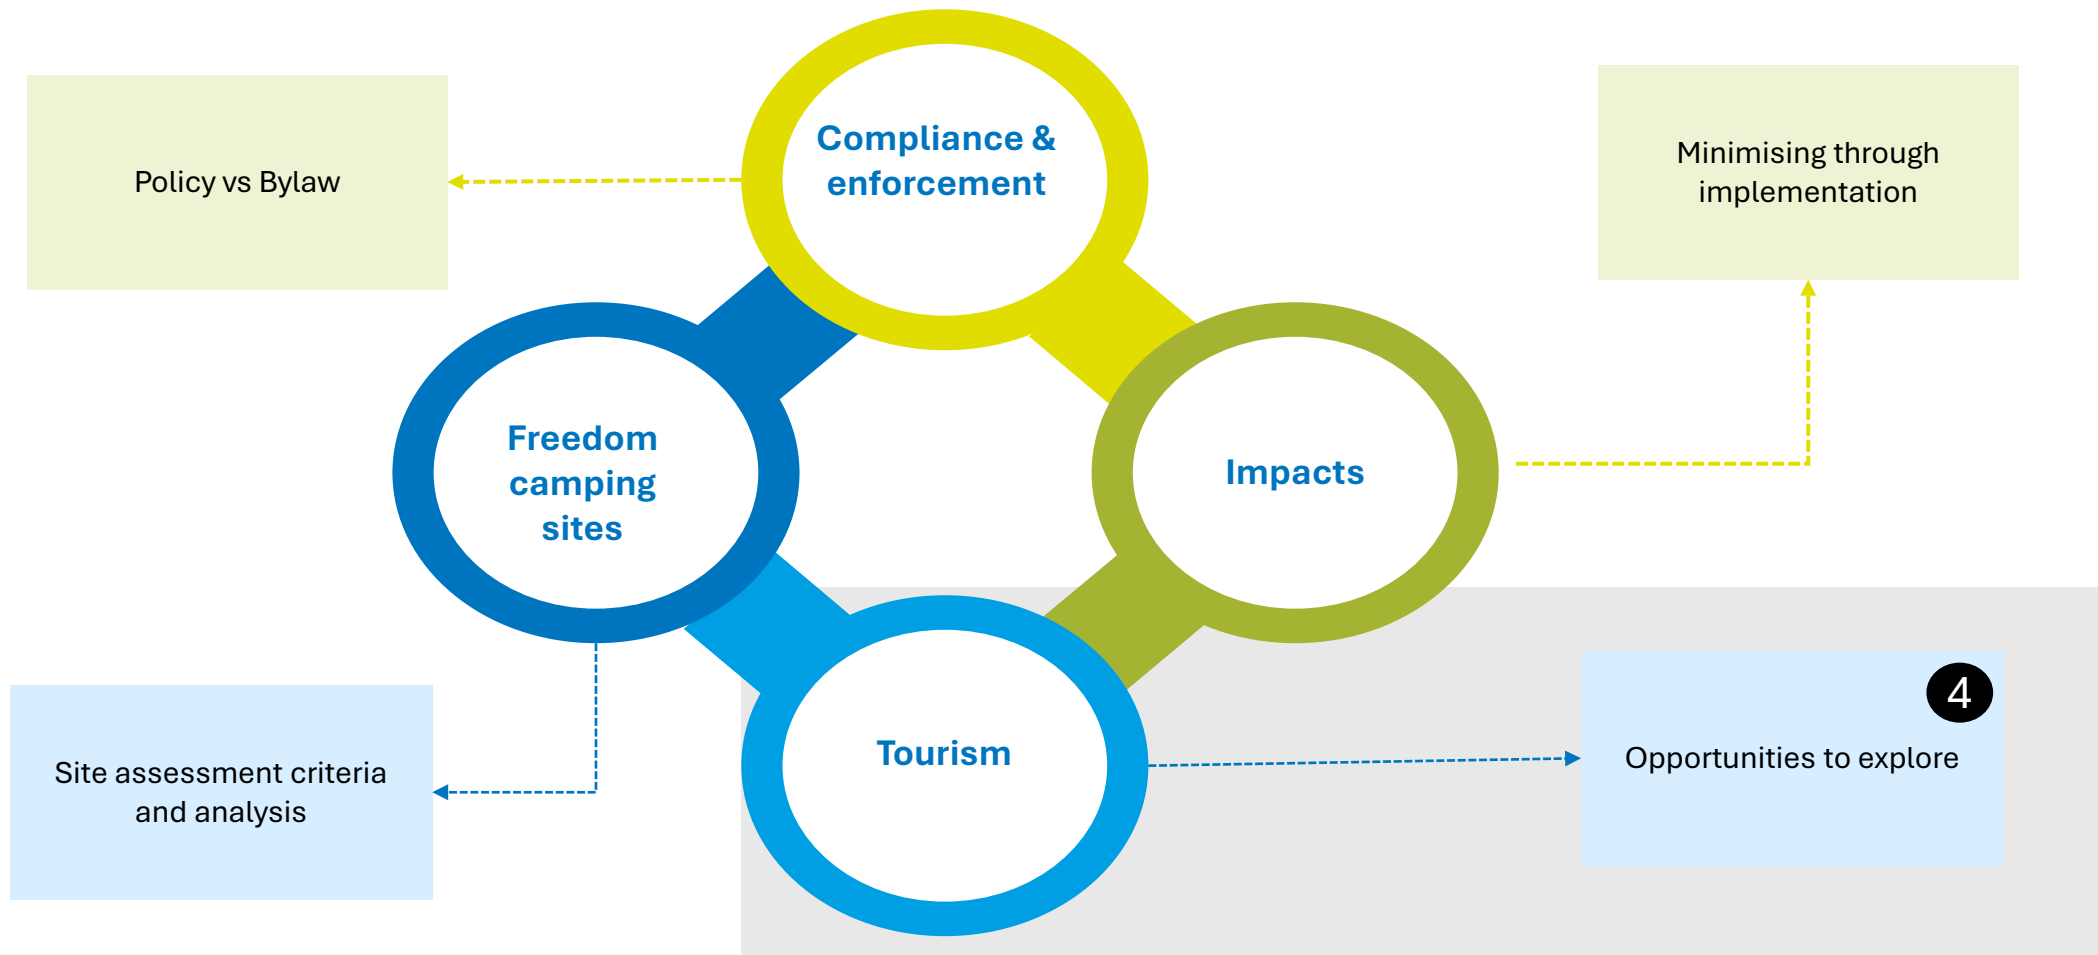 Compliance &
enforcement
Policy vs Bylaw
Minimising through
implementation
Freedom
camping
sites
Impacts
Tourism
4
Opportunities to explore
Site assessment criteria
and analysis